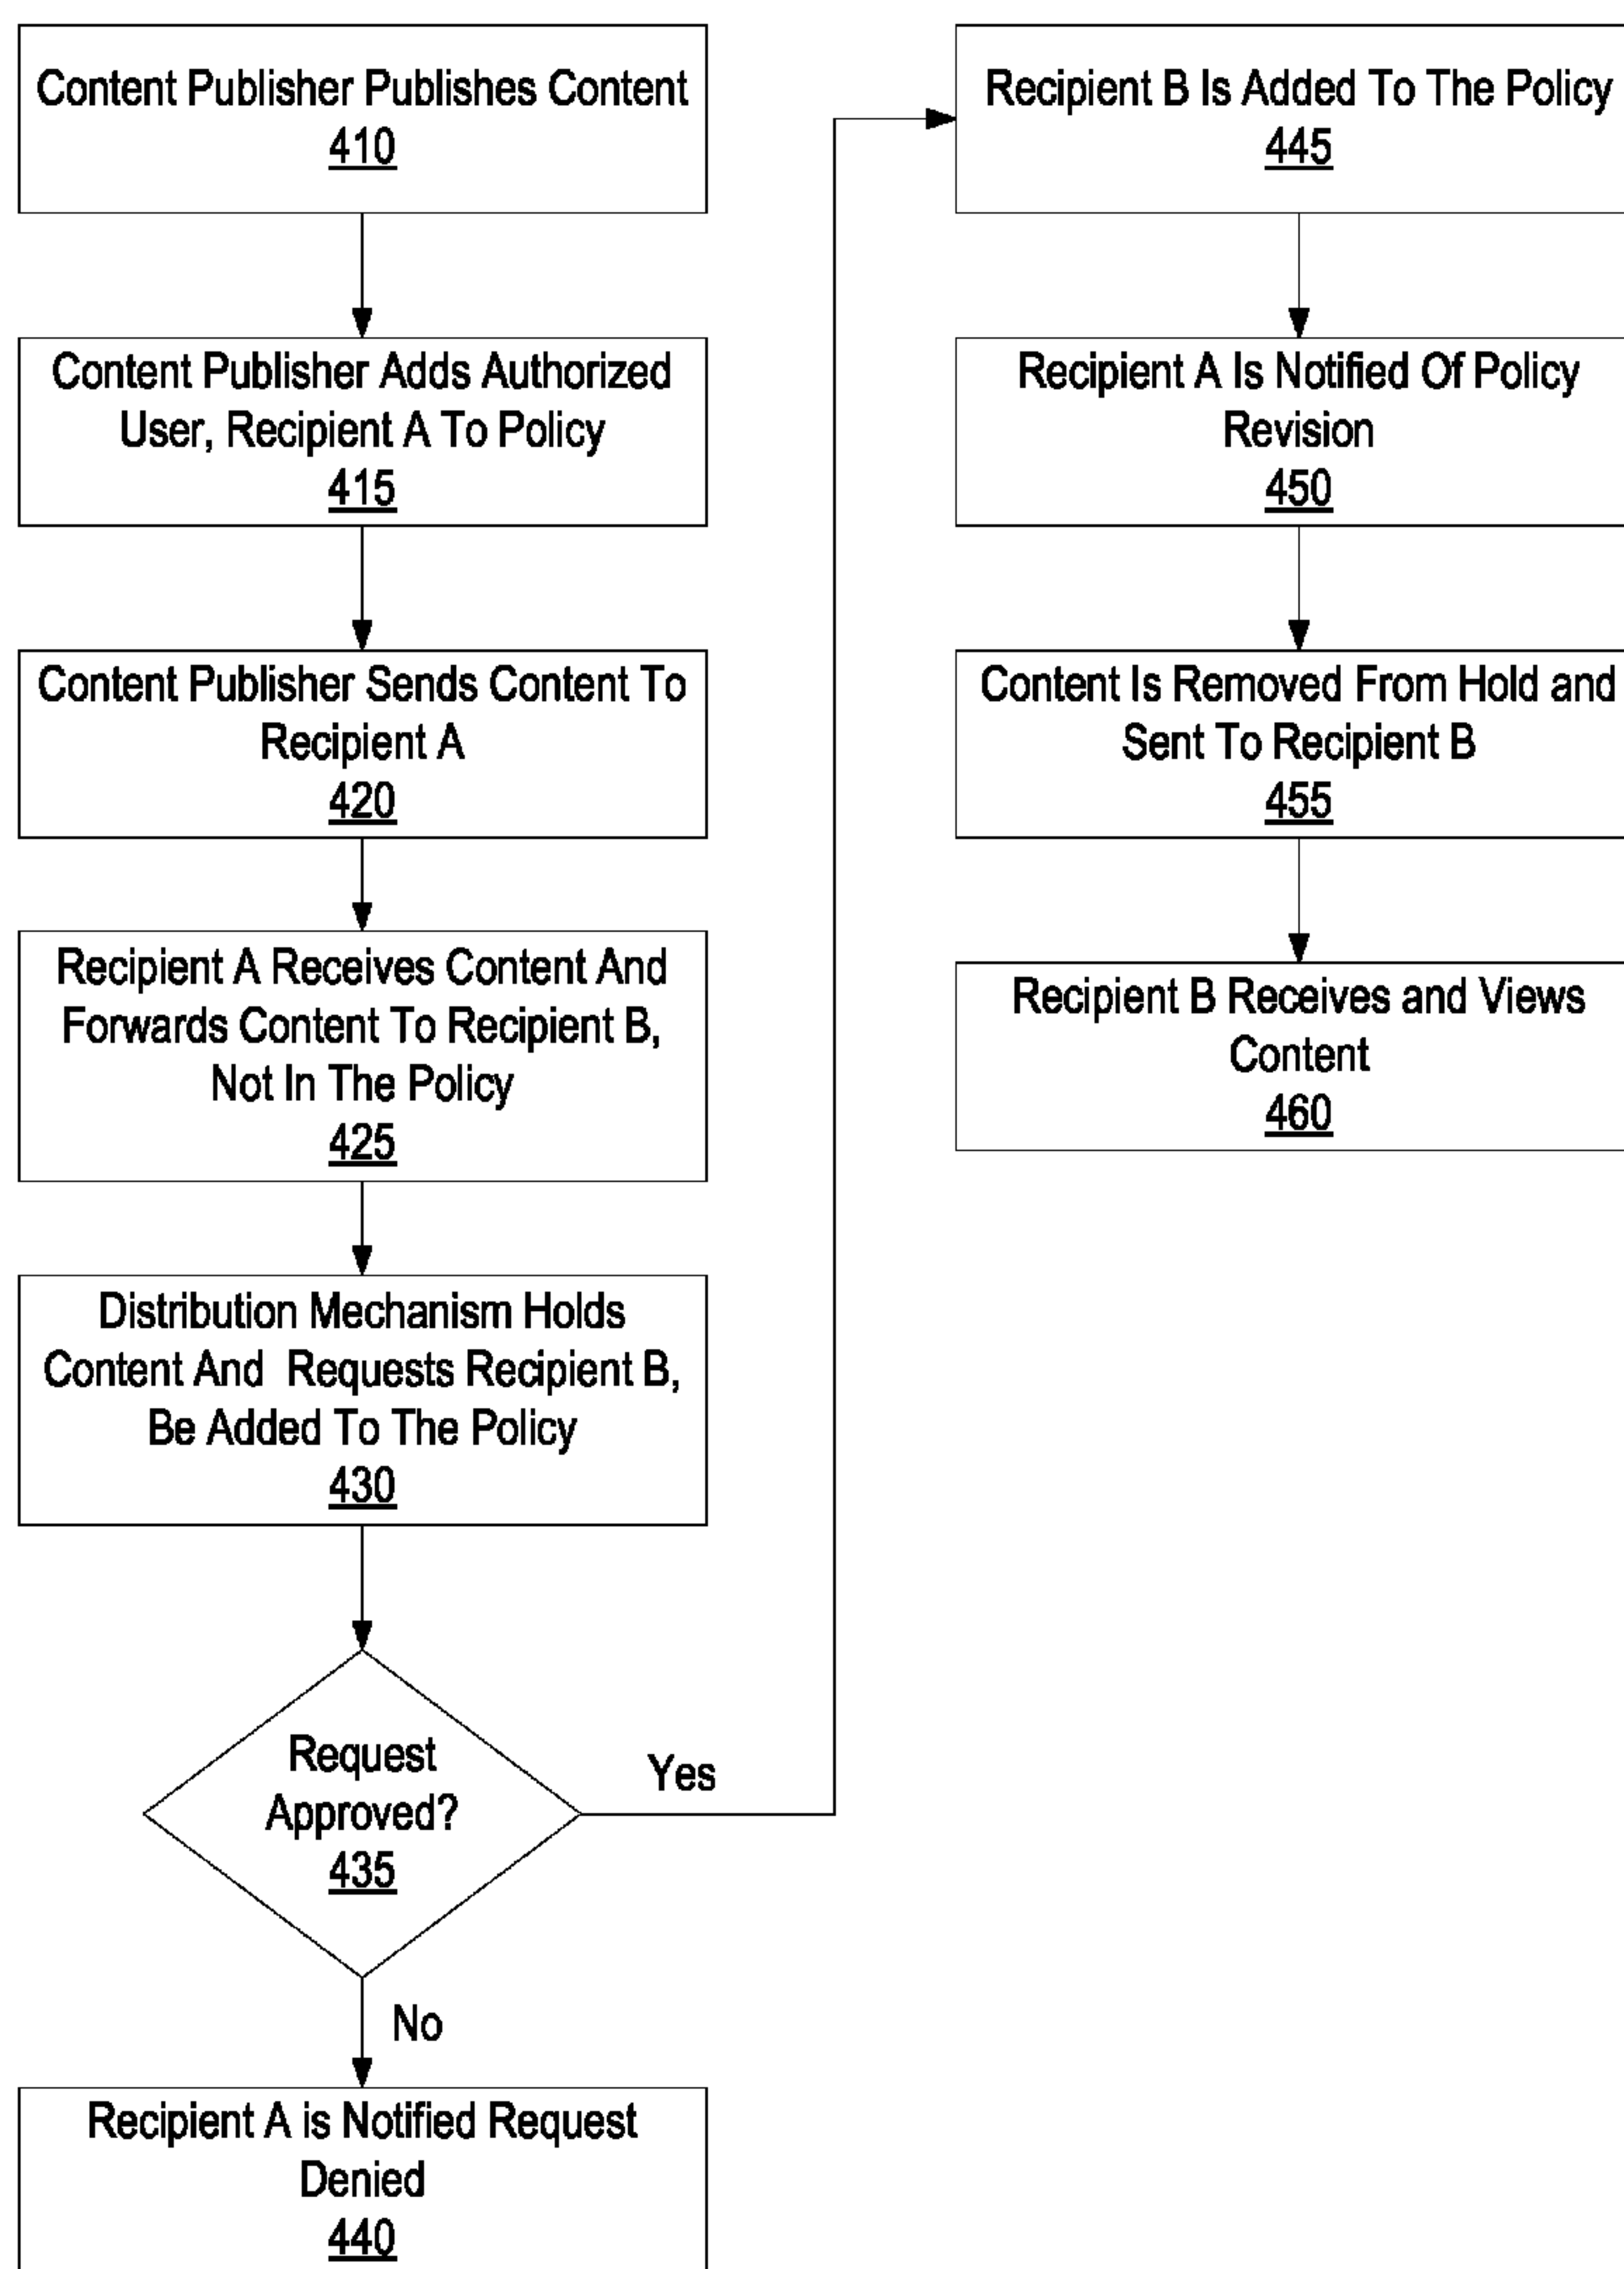 Content Publisher Publishes Content
410
Content Publisher Adds Authorized
User, Recipient A To Policy
415
Content Publisher Sends Content To
Recipient A
420
Recipient A Receives Content And
Forwards Content To Recipient B,
Not In The Policy
425
Distribution Mechanism Holds
Content And Requests Recipient B,
Be Added To The Policy
430
Request
Approved?
435
Yes
No
Recipient A is Notified Request
Denied
440
Recipient B Is Added To The Policy
445
Recipient A Is Notified Of Policy
Revision
450
Content Is Removed From Hold and
Sent To Recipient B
455
Recipient B Receives and Views
Content
460